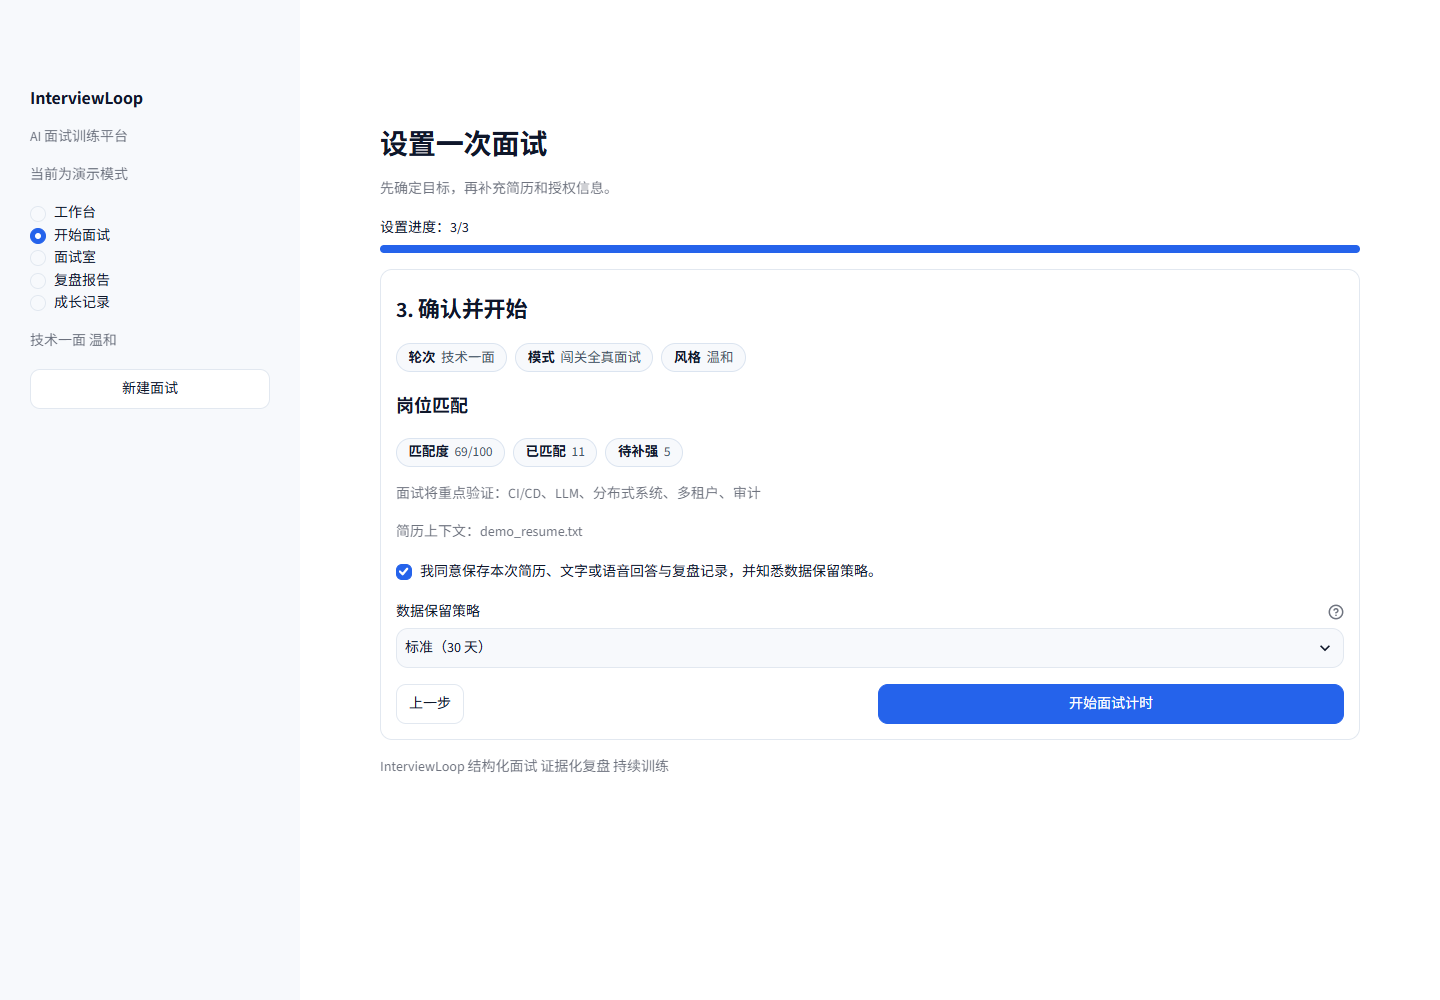 InterviewLoop
AI 面试训练平台
当前为演示模式
工作台
开始面试
面试室
复盘报告
成长记录
技术一面 温和
新建面试
设置一次面试
先确定目标，再补充简历和授权信息。
设置进度：3/3
3. 确认并开始
轮次 技术一面 模式 闯关全真面试 风格 温和
岗位匹配
匹配度 69/100 已匹配 11 待补强 5
面试将重点验证：CI/CD、LLM、分布式系统、多租户、审计
简历上下文：demo_resume.txt
我同意保存本次简历、文字或语音回答与复盘记录，并知悉数据保留策略。
数据保留策略
标准（30 天）
上一步 开始面试计时
InterviewLoop 结构化面试 证据化复盘 持续训练